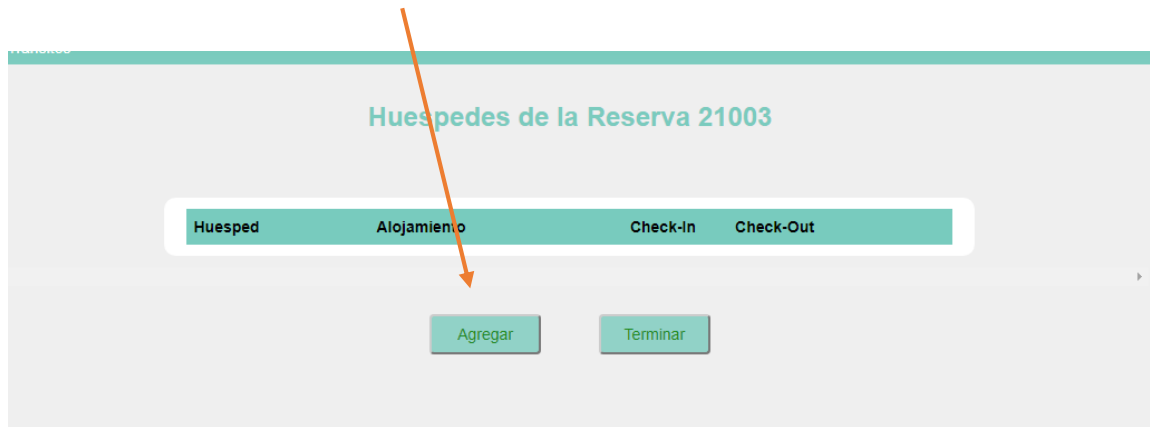 Huespedes de la Reserva 21003
Huesped Alojamiento Check-In Check-Out
Agregar Terminar